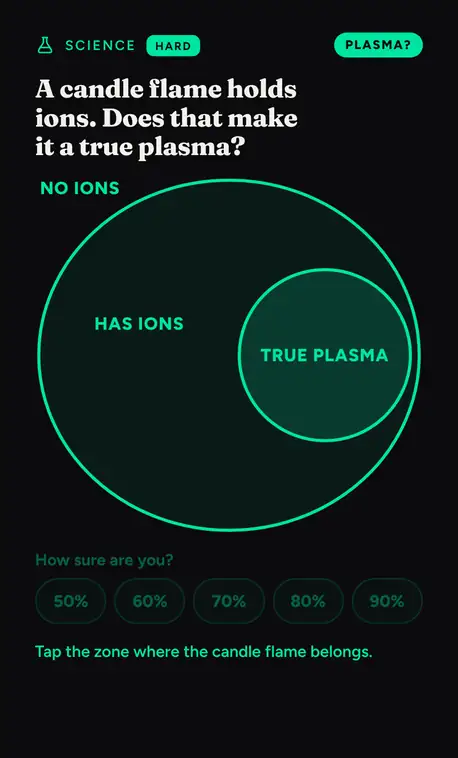 SCIENCE HARD PLASMA?
A candle flame holds
ions. Does that make
it a true plasma?
NO IONS
HAS IONS
TRUE PLASMA
How sure are you?
50% 60% 70% 80% 90%
Tap the zone where the candle flame belongs.